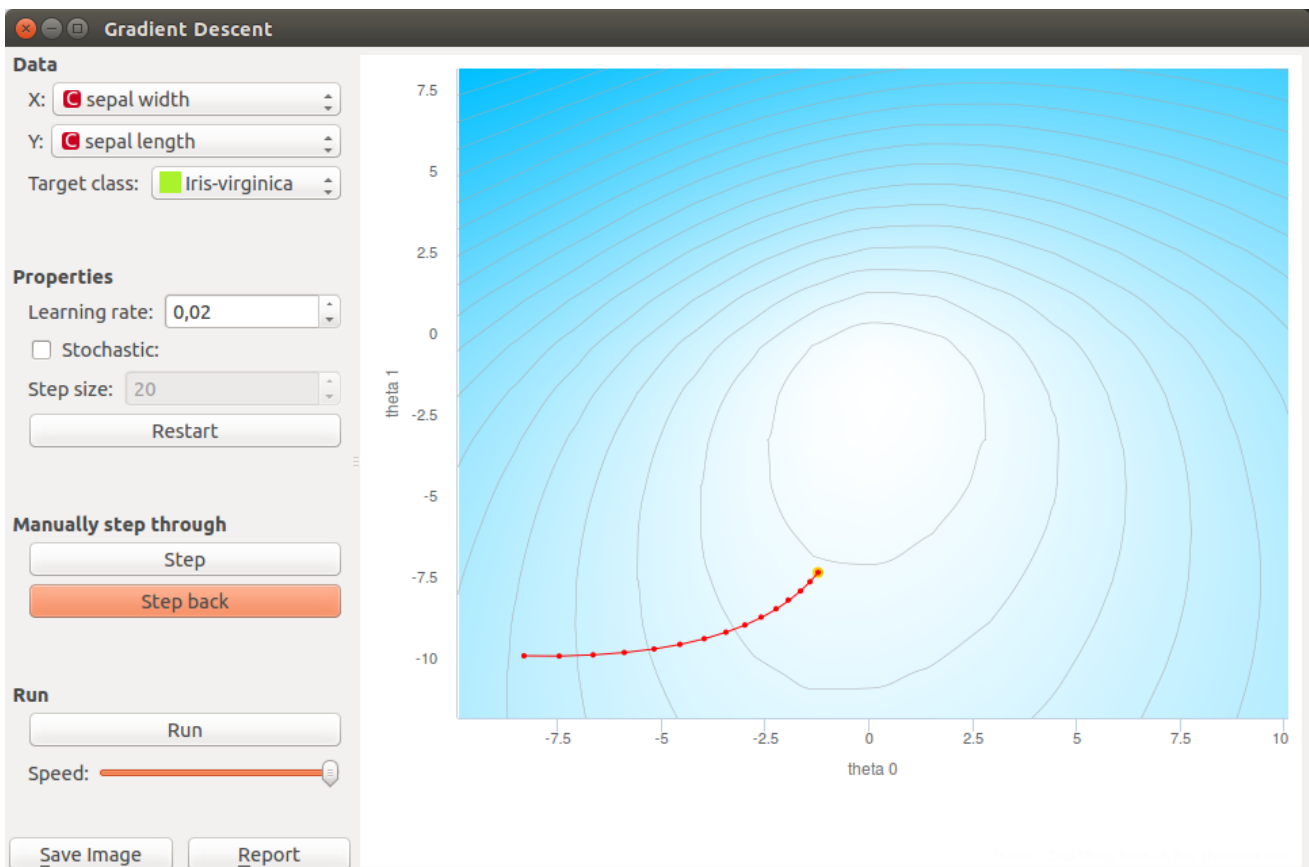 Gradient Descent
Data
X: C sepal width
Y: C sepal length
Target class: Iris-virginica
Properties
Learning rate: 0,02
Stochastic:
Step size: 20
Restart
Manually step through
Step
Step back
Run
Run
Speed:
Save Image Report
7.5
5
2.5
0
-2.5
-5
-7.5
-10
theta 1
-7.5 -5 -2.5 0 2.5 5 7.5 10
theta 0